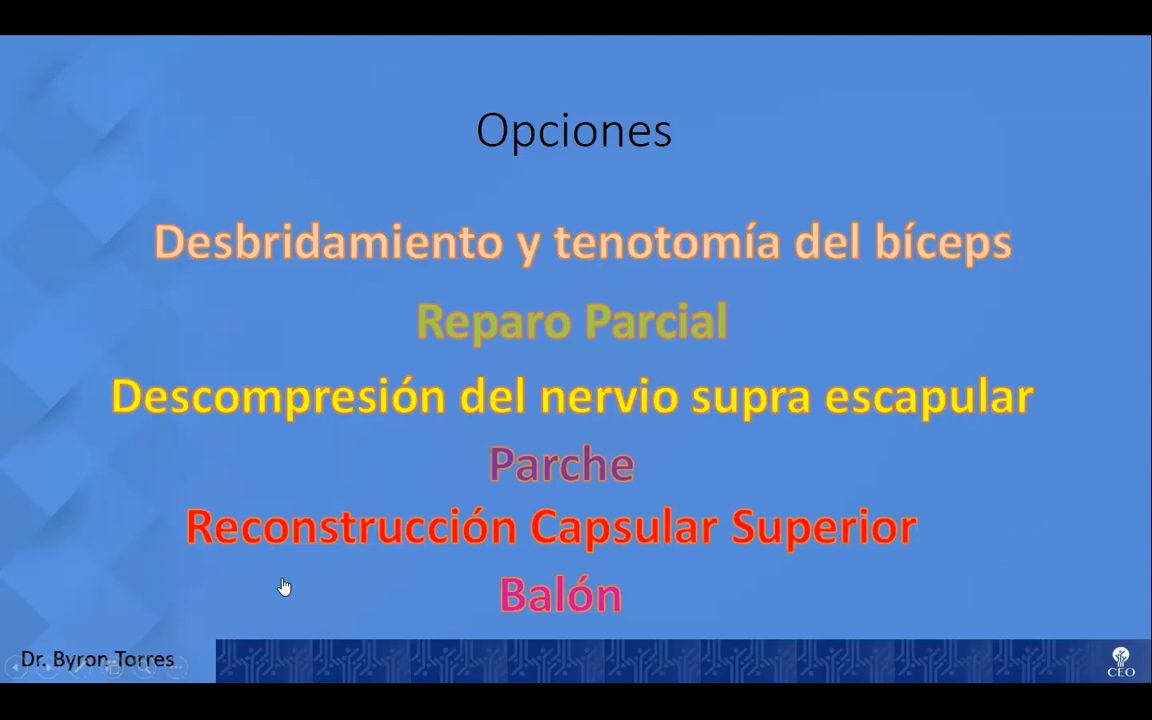 Opciones
Desbridamiento y tenotomía del bíceps
Reparo Parcial
Descompresión del nervio supra escapular
Parche
Reconstrucción Capsular Superior
Balón
Dr. Byron Torres
CEO